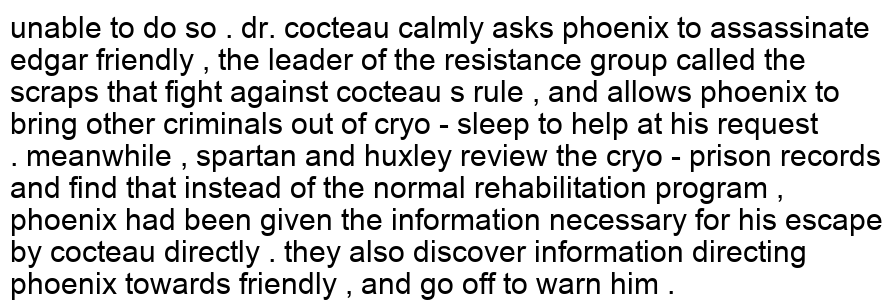 unable to do so . dr. cocteau calmly asks phoenix to assassinate
edgar friendly , the leader of the resistance group called the
scraps that fight against cocteau s rule , and allows phoenix to
bring other criminals out of cryo - sleep to help at his request
. meanwhile , spartan and huxley review the cryo - prison records
and find that instead of the normal rehabilitation program ,
phoenix had been given the information necessary for his escape
by cocteau directly . they also discover information directing
phoenix towards friendly , and go off to warn him .